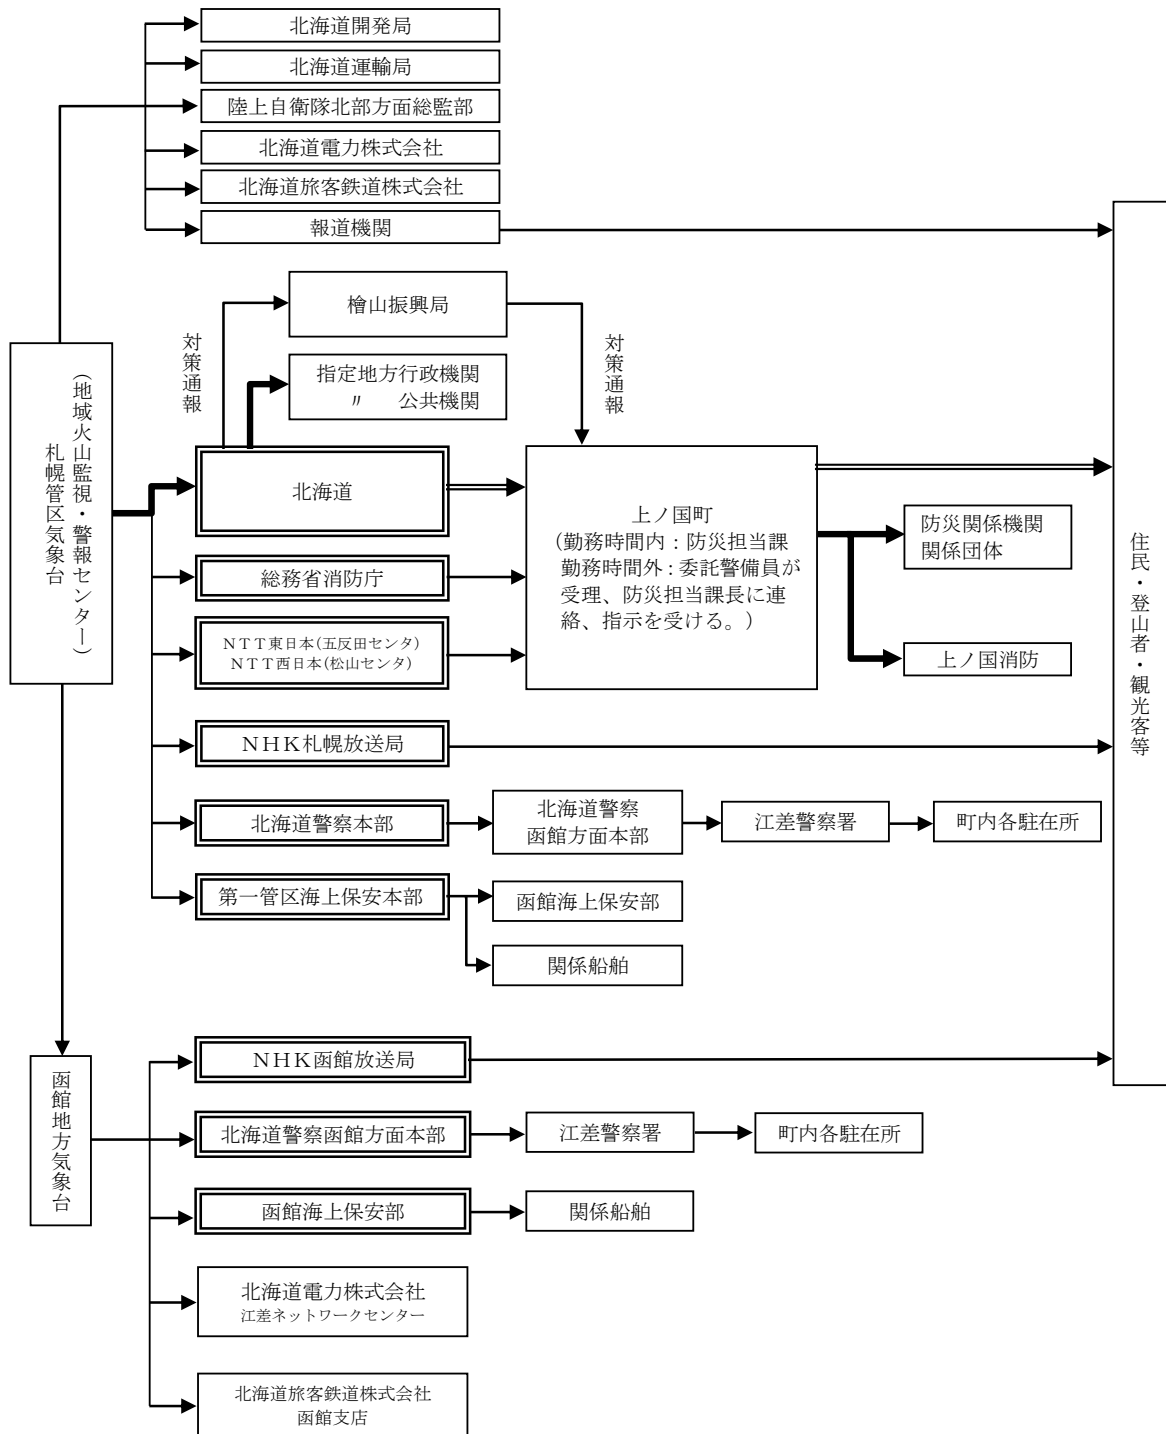 北海道開発局
北海道運輸局
陸上自衛隊北部方面総監部
北海道電力株式会社
北海道旅客鉄道株式会社
報道機関
檜山振興局
対策通報
対策通報
指定地方行政機関
〃　公共機関
札幌管区気象台
（地域火山監視・警報センター）
北海道
上ノ国町
（勤務時間内：防災担当課
勤務時間外：委託警備員が
受理、防災担当課長に連
絡、指示を受ける。）
防災関係機関
関係団体
上ノ国消防
住民・登山者・観光客等
総務省消防庁
ＮＴＴ東日本(五反田センタ)
ＮＴＴ西日本(松山センタ)
ＮＨＫ札幌放送局
北海道警察本部
北海道警察
函館方面本部
江差警察署
町内各駐在所
第一管区海上保安本部
函館海上保安部
関係船舶
函館地方気象台
ＮＨＫ函館放送局
北海道警察函館方面本部
江差警察署
町内各駐在所
函館海上保安部
関係船舶
北海道電力株式会社
江差ネットワークセンター
北海道旅客鉄道株式会社
函館支店